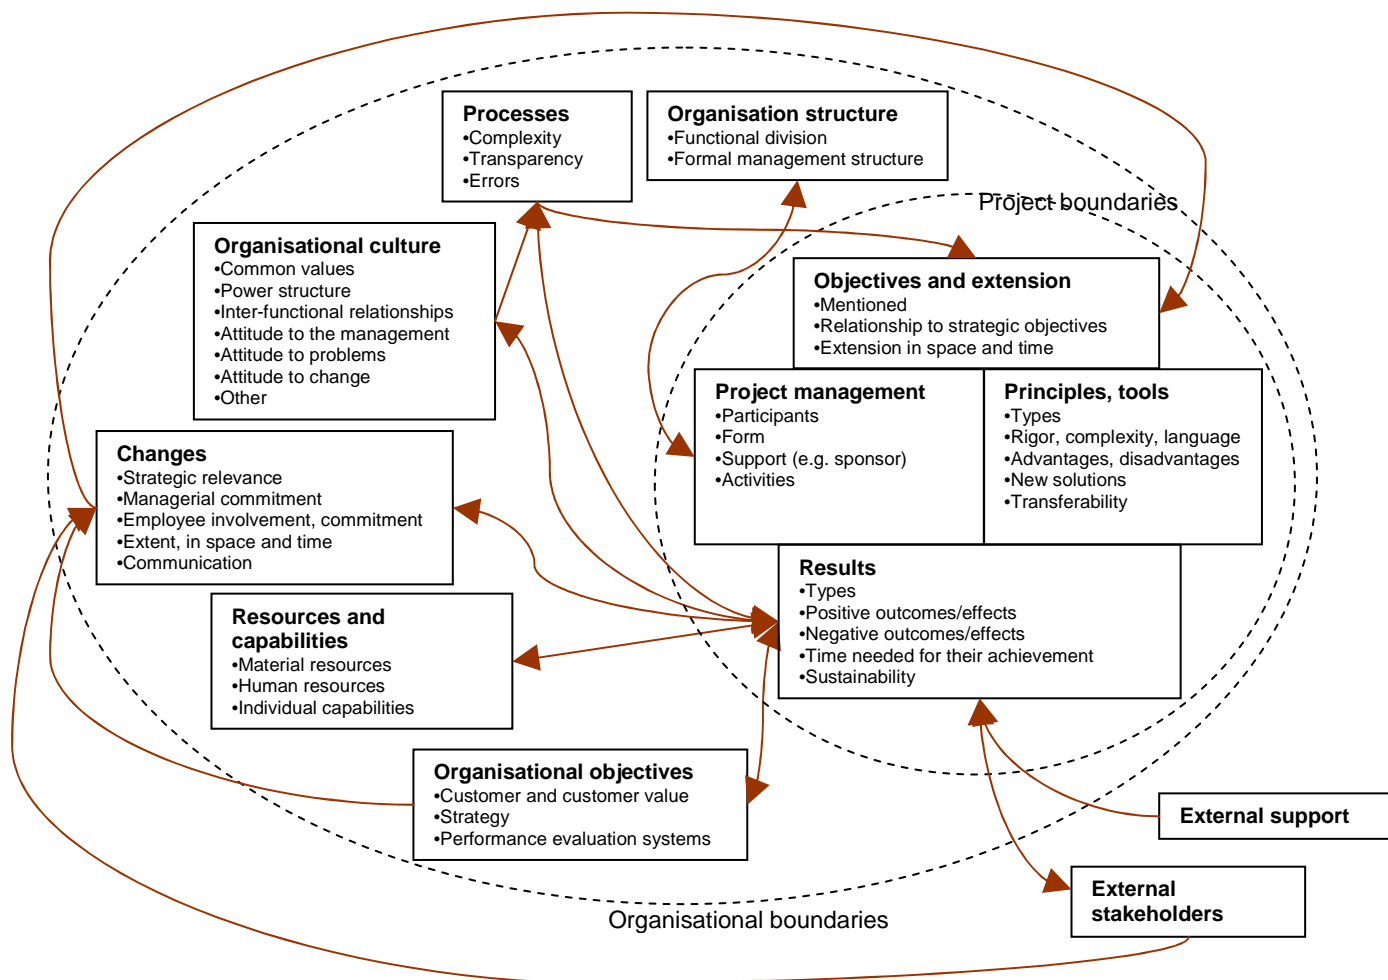 Processes
•Complexity
•Transparency
•Errors
Organisation structure
•Functional division
•Formal management structure
Project boundaries
Organisational culture
•Common values
•Power structure
•Inter-functional relationships
•Attitude to the management
•Attitude to problems
•Attitude to change
•Other
Objectives and extension
•Mentioned
•Relationship to strategic objectives
•Extension in space and time
Project management
•Participants
•Form
•Support (e.g. sponsor)
•Activities
Principles, tools
•Types
•Rigor, complexity, language
•Advantages, disadvantages
•New solutions
•Transferability
Changes
•Strategic relevance
•Managerial commitment
•Employee involvement, commitment
•Extent, in space and time
•Communication
Results
•Types
•Positive outcomes/effects
•Negative outcomes/effects
•Time needed for their achievement
•Sustainability
Resources and
capabilities
•Material resources
•Human resources
•Individual capabilities
Organisational objectives
•Customer and customer value
•Strategy
•Performance evaluation systems
External support
External
stakeholders
Organisational boundaries